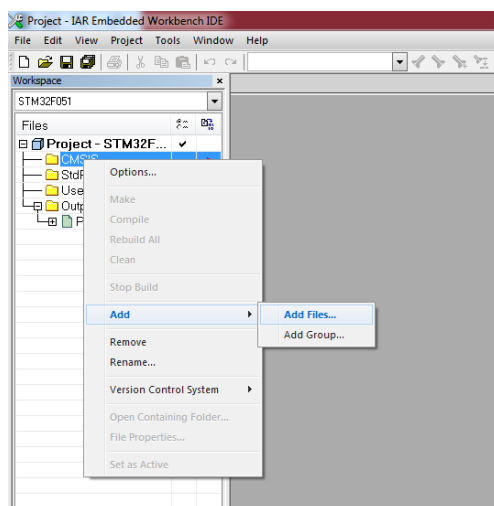 Project - IAR Embedded Workbench IDE
File Edit View Project Tools Window Help
Workspace
STM32F051
Files
Project - STM32F...
CMSIS
Options...
Make
Compile
Rebuild All
Clean
Stop Build
Add
Add Files...
Add Group...
Remove
Rename...
Version Control System
Open Containing Folder...
File Properties...
Set as Active